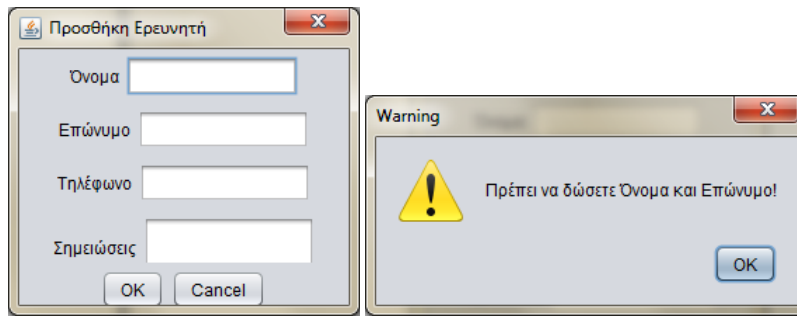 Προσθήκη Ερευνητή
Όνομα
Επώνυμο
Τηλέφωνο
Σημειώσεις
OK Cancel
Warning
Πρέπει να δώσετε Όνομα και Επώνυμο!
OK